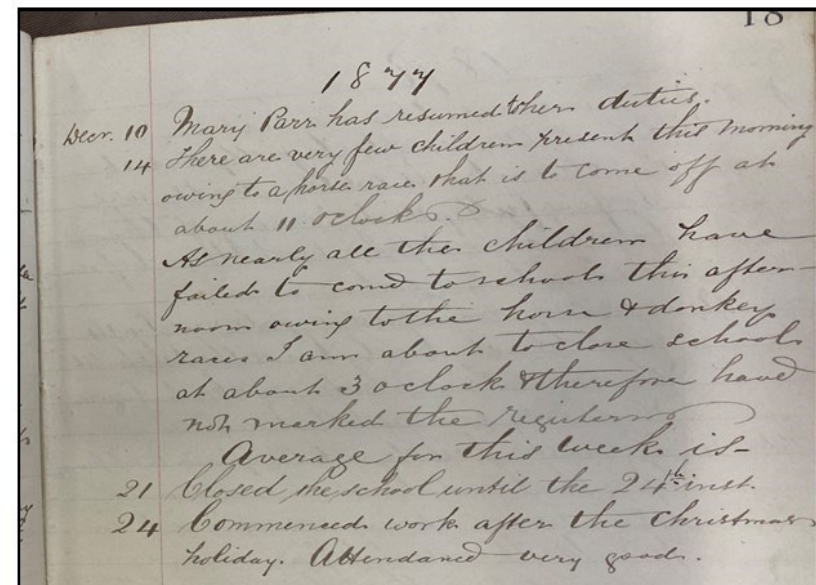 18
1877
Decr. 10 Mary Parr has resumed her duties.
14 There are very few children present this morning
owing to a horse race that is to come off at
about 11 oclock.
As nearly all the children have
failed to come to school this after-
noon owing to the horse & donkey
races I am about to close school
at about 3 oclock & therefore have
not marked the registers
Average for this week is-
21 Closed the school until the 24th inst.
24 Commenced work after the Christmas
holiday. Attendance very good.